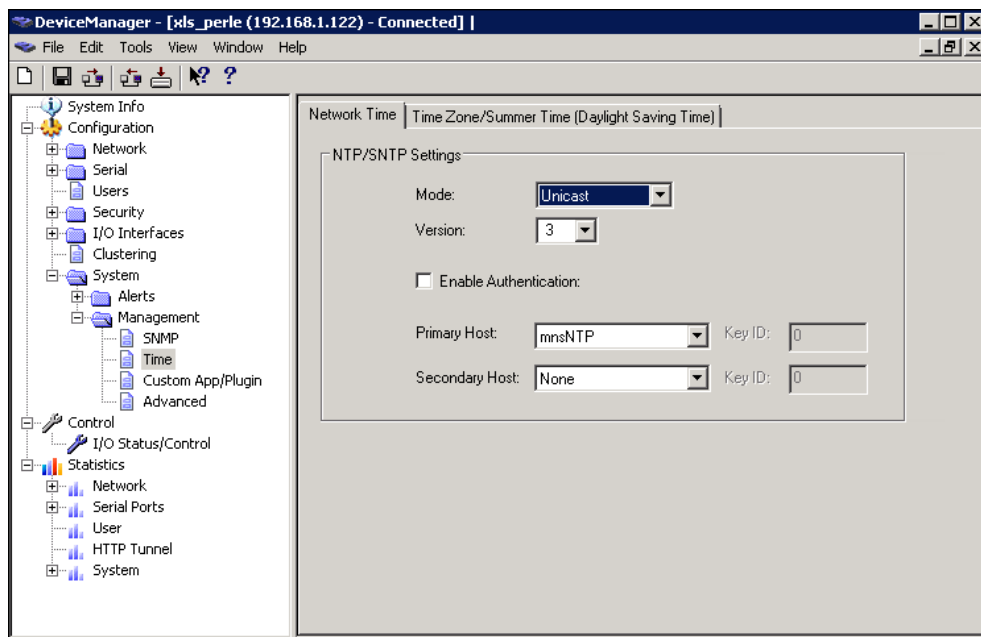 DeviceManager - [xls_perle (192.168.1.122) - Connected] |
File Edit Tools View Window Help
System Info
Configuration
Network
Serial
Users
Security
I/O Interfaces
Clustering
System
Alerts
Management
SNMP
Time
Custom App/Plugin
Advanced
Control
I/O Status/Control
Statistics
Network
Serial Ports
User
HTTP Tunnel
System
Network Time Time Zone/Summer Time (Daylight Saving Time)
NTP/SNTP Settings
Mode: Unicast
Version: 3
Enable Authentication:
Primary Host: mnsNTP Key ID: 0
Secondary Host: None Key ID: 0